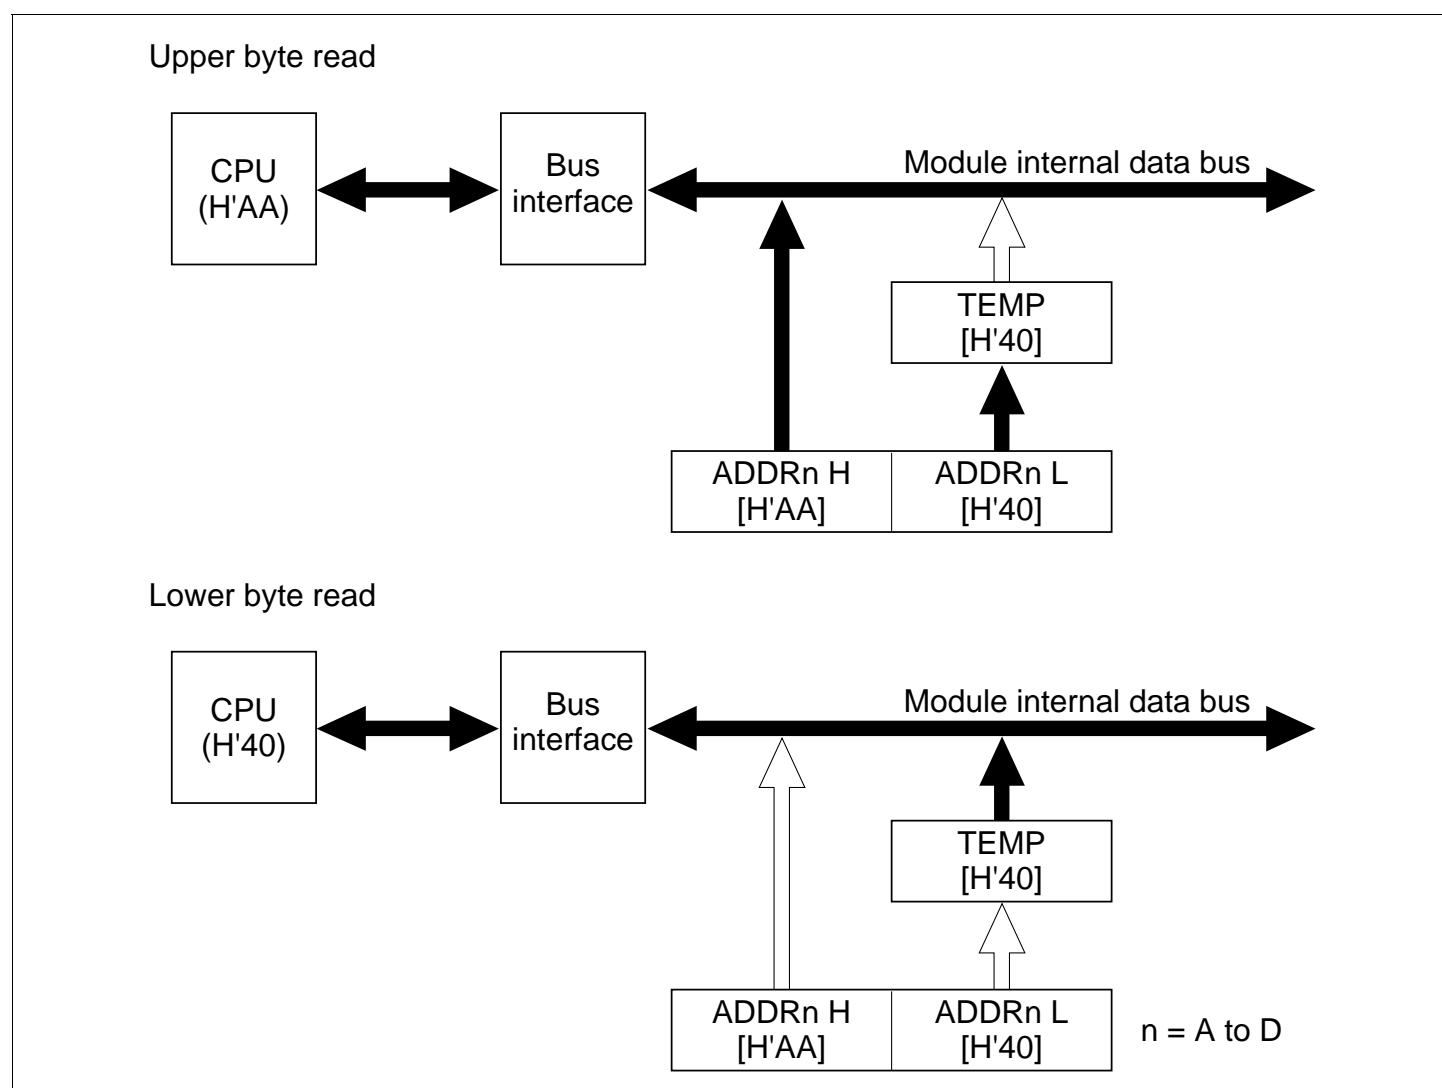 Upper byte read
CPU
(H'AA)
Bus
interface
Module internal data bus
TEMP
[H'40]
ADDRn H
[H'AA]
ADDRn L
[H'40]
Lower byte read
CPU
(H'40)
Bus
interface
Module internal data bus
TEMP
[H'40]
ADDRn H
[H'AA]
ADDRn L
[H'40]
n = A to D